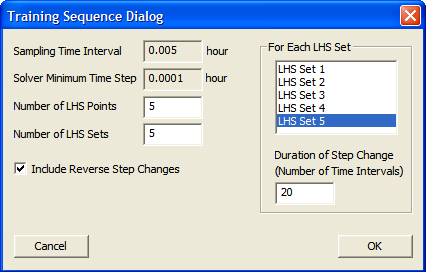 Training Sequence Dialog
Sampling Time Interval 0.005 hour
Solver Minimum Time Step 0.0001 hour
Number of LHS Points 5
Number of LHS Sets 5
Include Reverse Step Changes
For Each LHS Set
LHS Set 1
LHS Set 2
LHS Set 3
LHS Set 4
LHS Set 5
Duration of Step Change
(Number of Time Intervals)
20
Cancel
OK